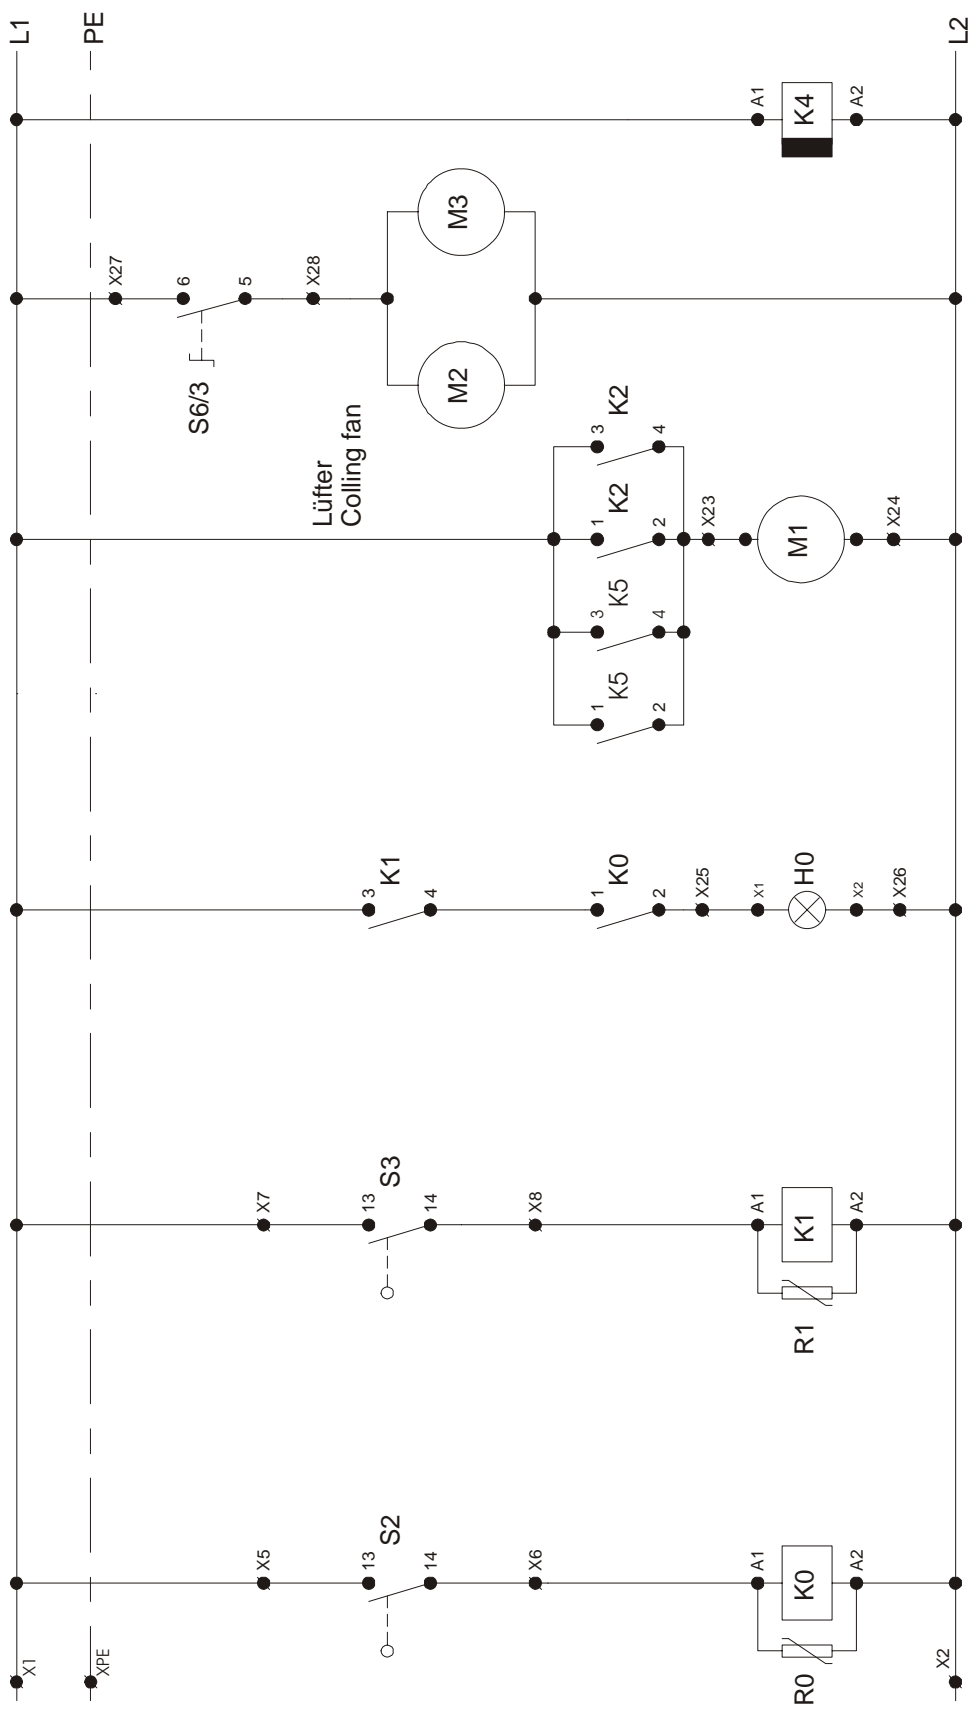 L1
PE
L2
X1
XPE
X2
X5
13
S2
14
X6
A1
K0
R0
A2
X7
13
S3
14
X8
A1
K1
R1
A2
3
K1
4
1
K0
2
X25
X1
H0
X2
X26
1
K5
2
3
K5
4
1
K2
2
3
K2
4
X23
M1
X24
Lüfter
Colling fan
X27
6
S6/3
5
X28
M2
M3
A1
K4
A2